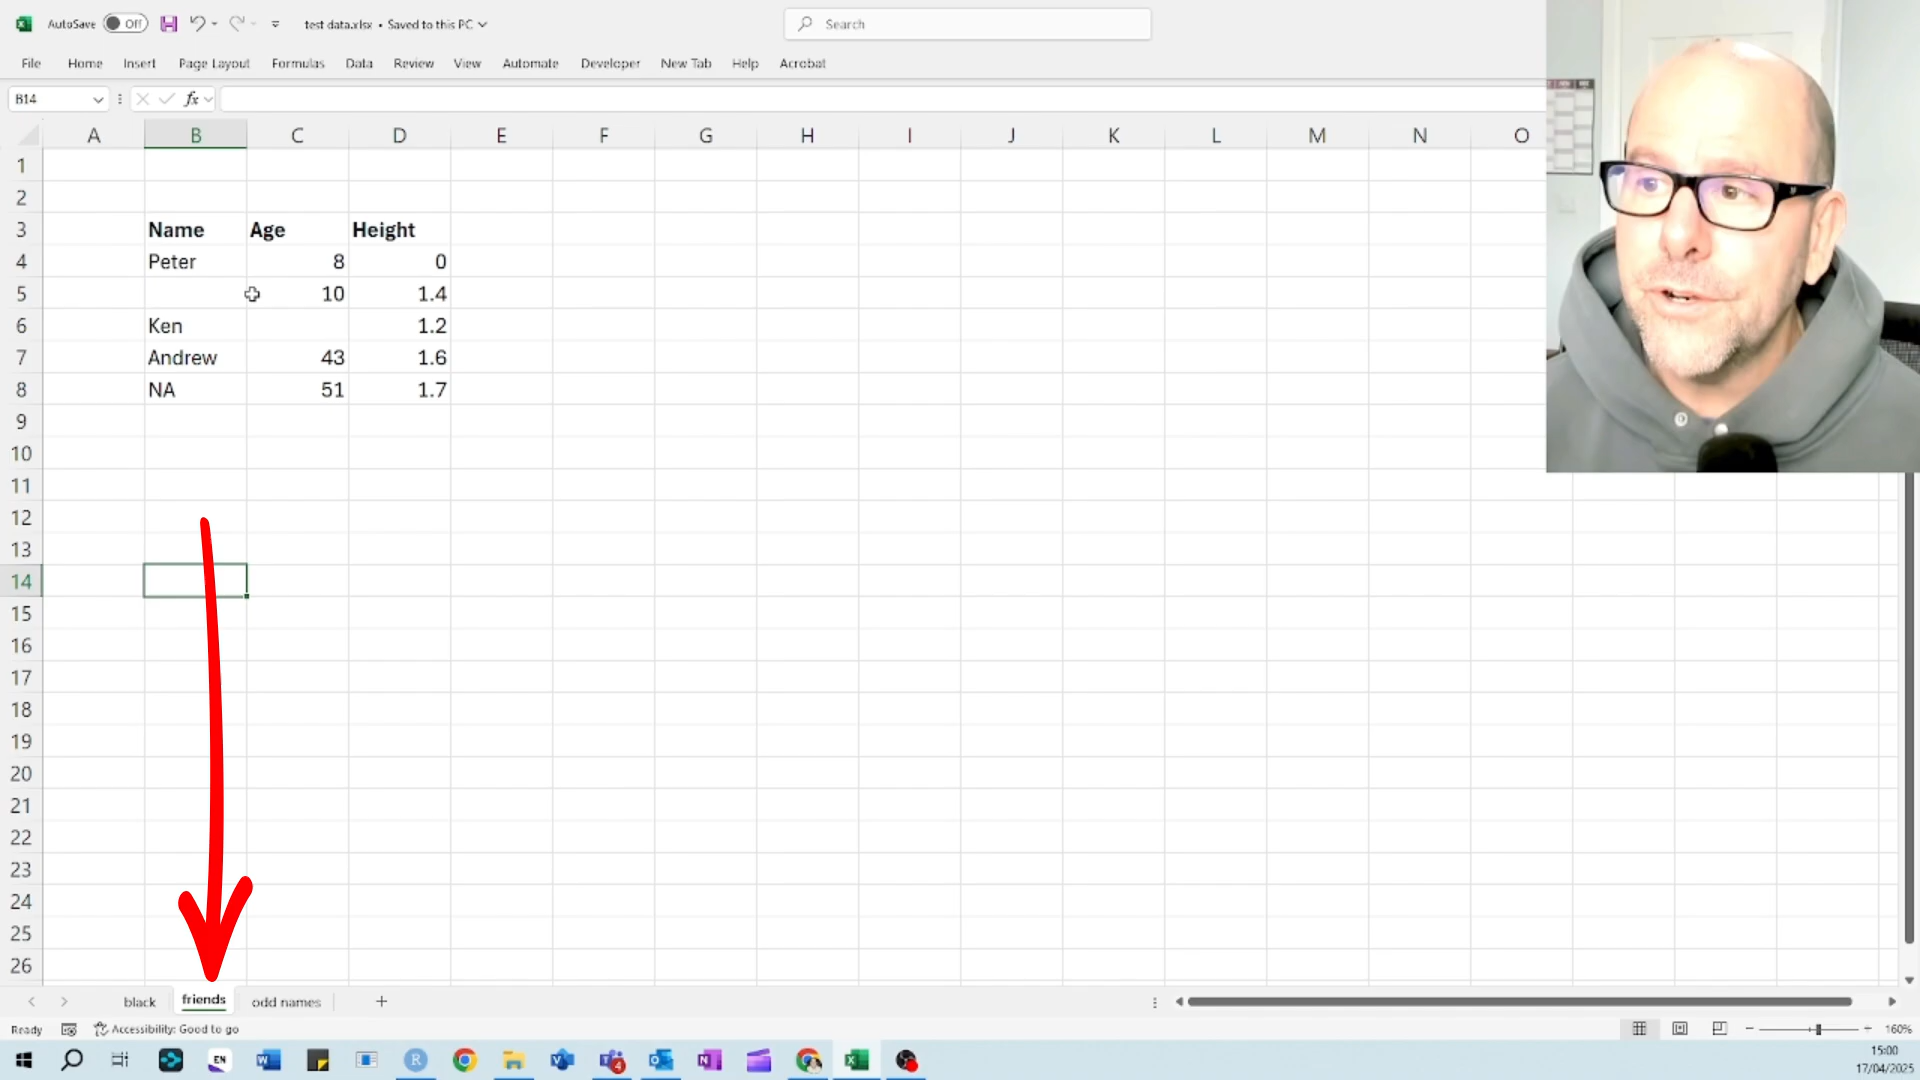 AutoSave Off test data.xlsx • Saved to this PC Search
File Home Insert Page Layout Formulas Data Review View Automate Developer New Tab Help Acrobat
B14 fx
A B C D E F G H I J K L M N O
1
2
3 Name Age Height
4 Peter 8 0
5 10 1.4
6 Ken 1.2
7 Andrew 43 1.6
8 NA 51 1.7
9
10
11
12
13
14
15
16
17
18
19
20
21
22
23
24
25
26
black friends odd names +
Ready Accessibility: Good to go 160%
EN W R V 4 N 15:00
17/04/2025